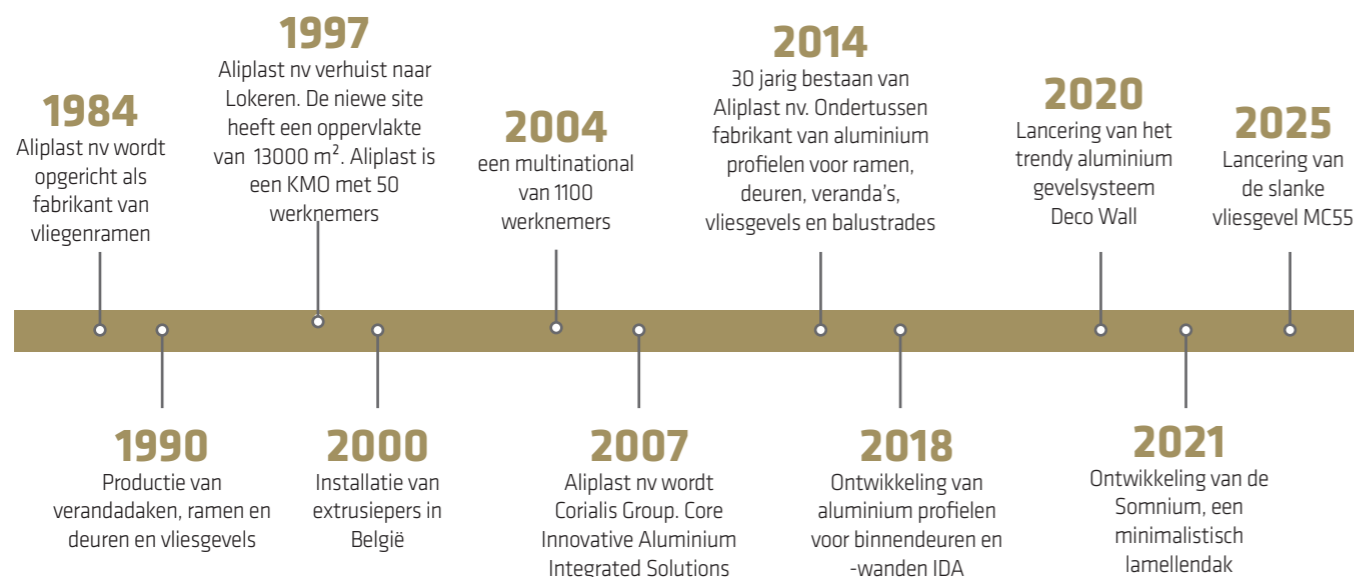 1984
Aliplast nv wordt
opgericht als
fabrikant van
vliegenramen
1990
Productie van
verandadaken, ramen en
deuren en vliesgevels
1997
Aliplast nv verhuist naar
Lokeren. De niewe site
heeft een oppervlakte
van 13000 m². Aliplast is
een KMO met 50
werknemers
2000
Installatie van
extrusiepers in
België
2004
een multinational
van 1100
werknemers
2007
Aliplast nv wordt
Corialis Group. Core
Innovative Aluminium
Integrated Solutions
2014
30 jarig bestaan van
Aliplast nv. Ondertussen
fabrikant van aluminium
profielen voor ramen,
deuren, veranda's,
vliesgevels en balustrades
2018
Ontwikkeling van
aluminium profielen
voor binnendeuren en
-wanden IDA
2020
Lancering van het
trendy aluminium
gevelsysteem
Deco Wall
2021
Ontwikkeling van de
Somnium, een
minimalistisch
lamellendak
2025
Lancering van
de slanke
vliesgevel MC55